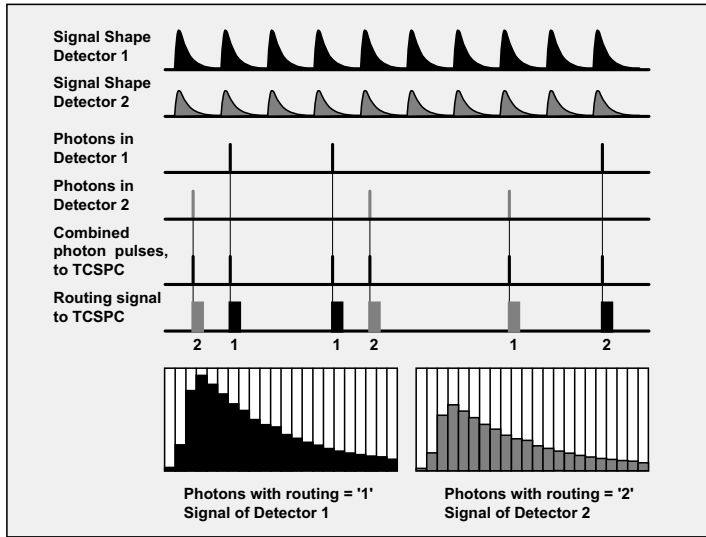 Signal Shape
Detector 1
Signal Shape
Detector 2
Photons in
Detector 1
Photons in
Detector 2
Combined
photon pulses,
to TCSPC
Routing signal
to TCSPC
2 1 1 2 1 2
Photons with routing = '1'
Signal of Detector 1
Photons with routing = '2'
Signal of Detector 2